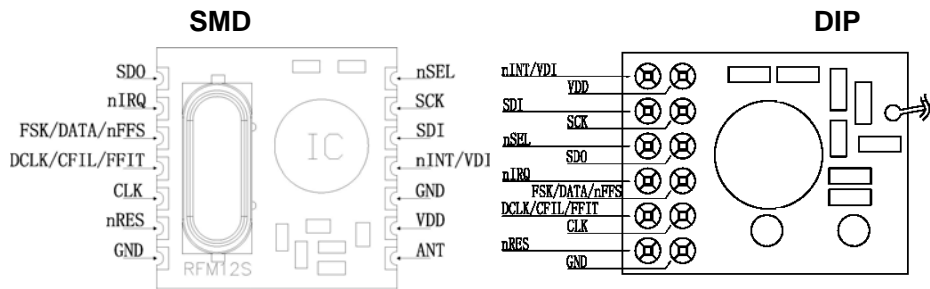 SMD
DIP
SDO
nIRQ
FSK/DATA/nFFS
DCLK/CFIL/FFIT
CLK
nRES
GND
IC
RFM12S
nSEL
SCK
SDI
nINT/VDI
GND
VDD
ANT
nINT/VDI
VDD
SDI
SCK
nSEL
SDO
nIRQ
FSK/DATA/nFFS
DCLK/CFIL/FFIT
CLK
nRES
GND